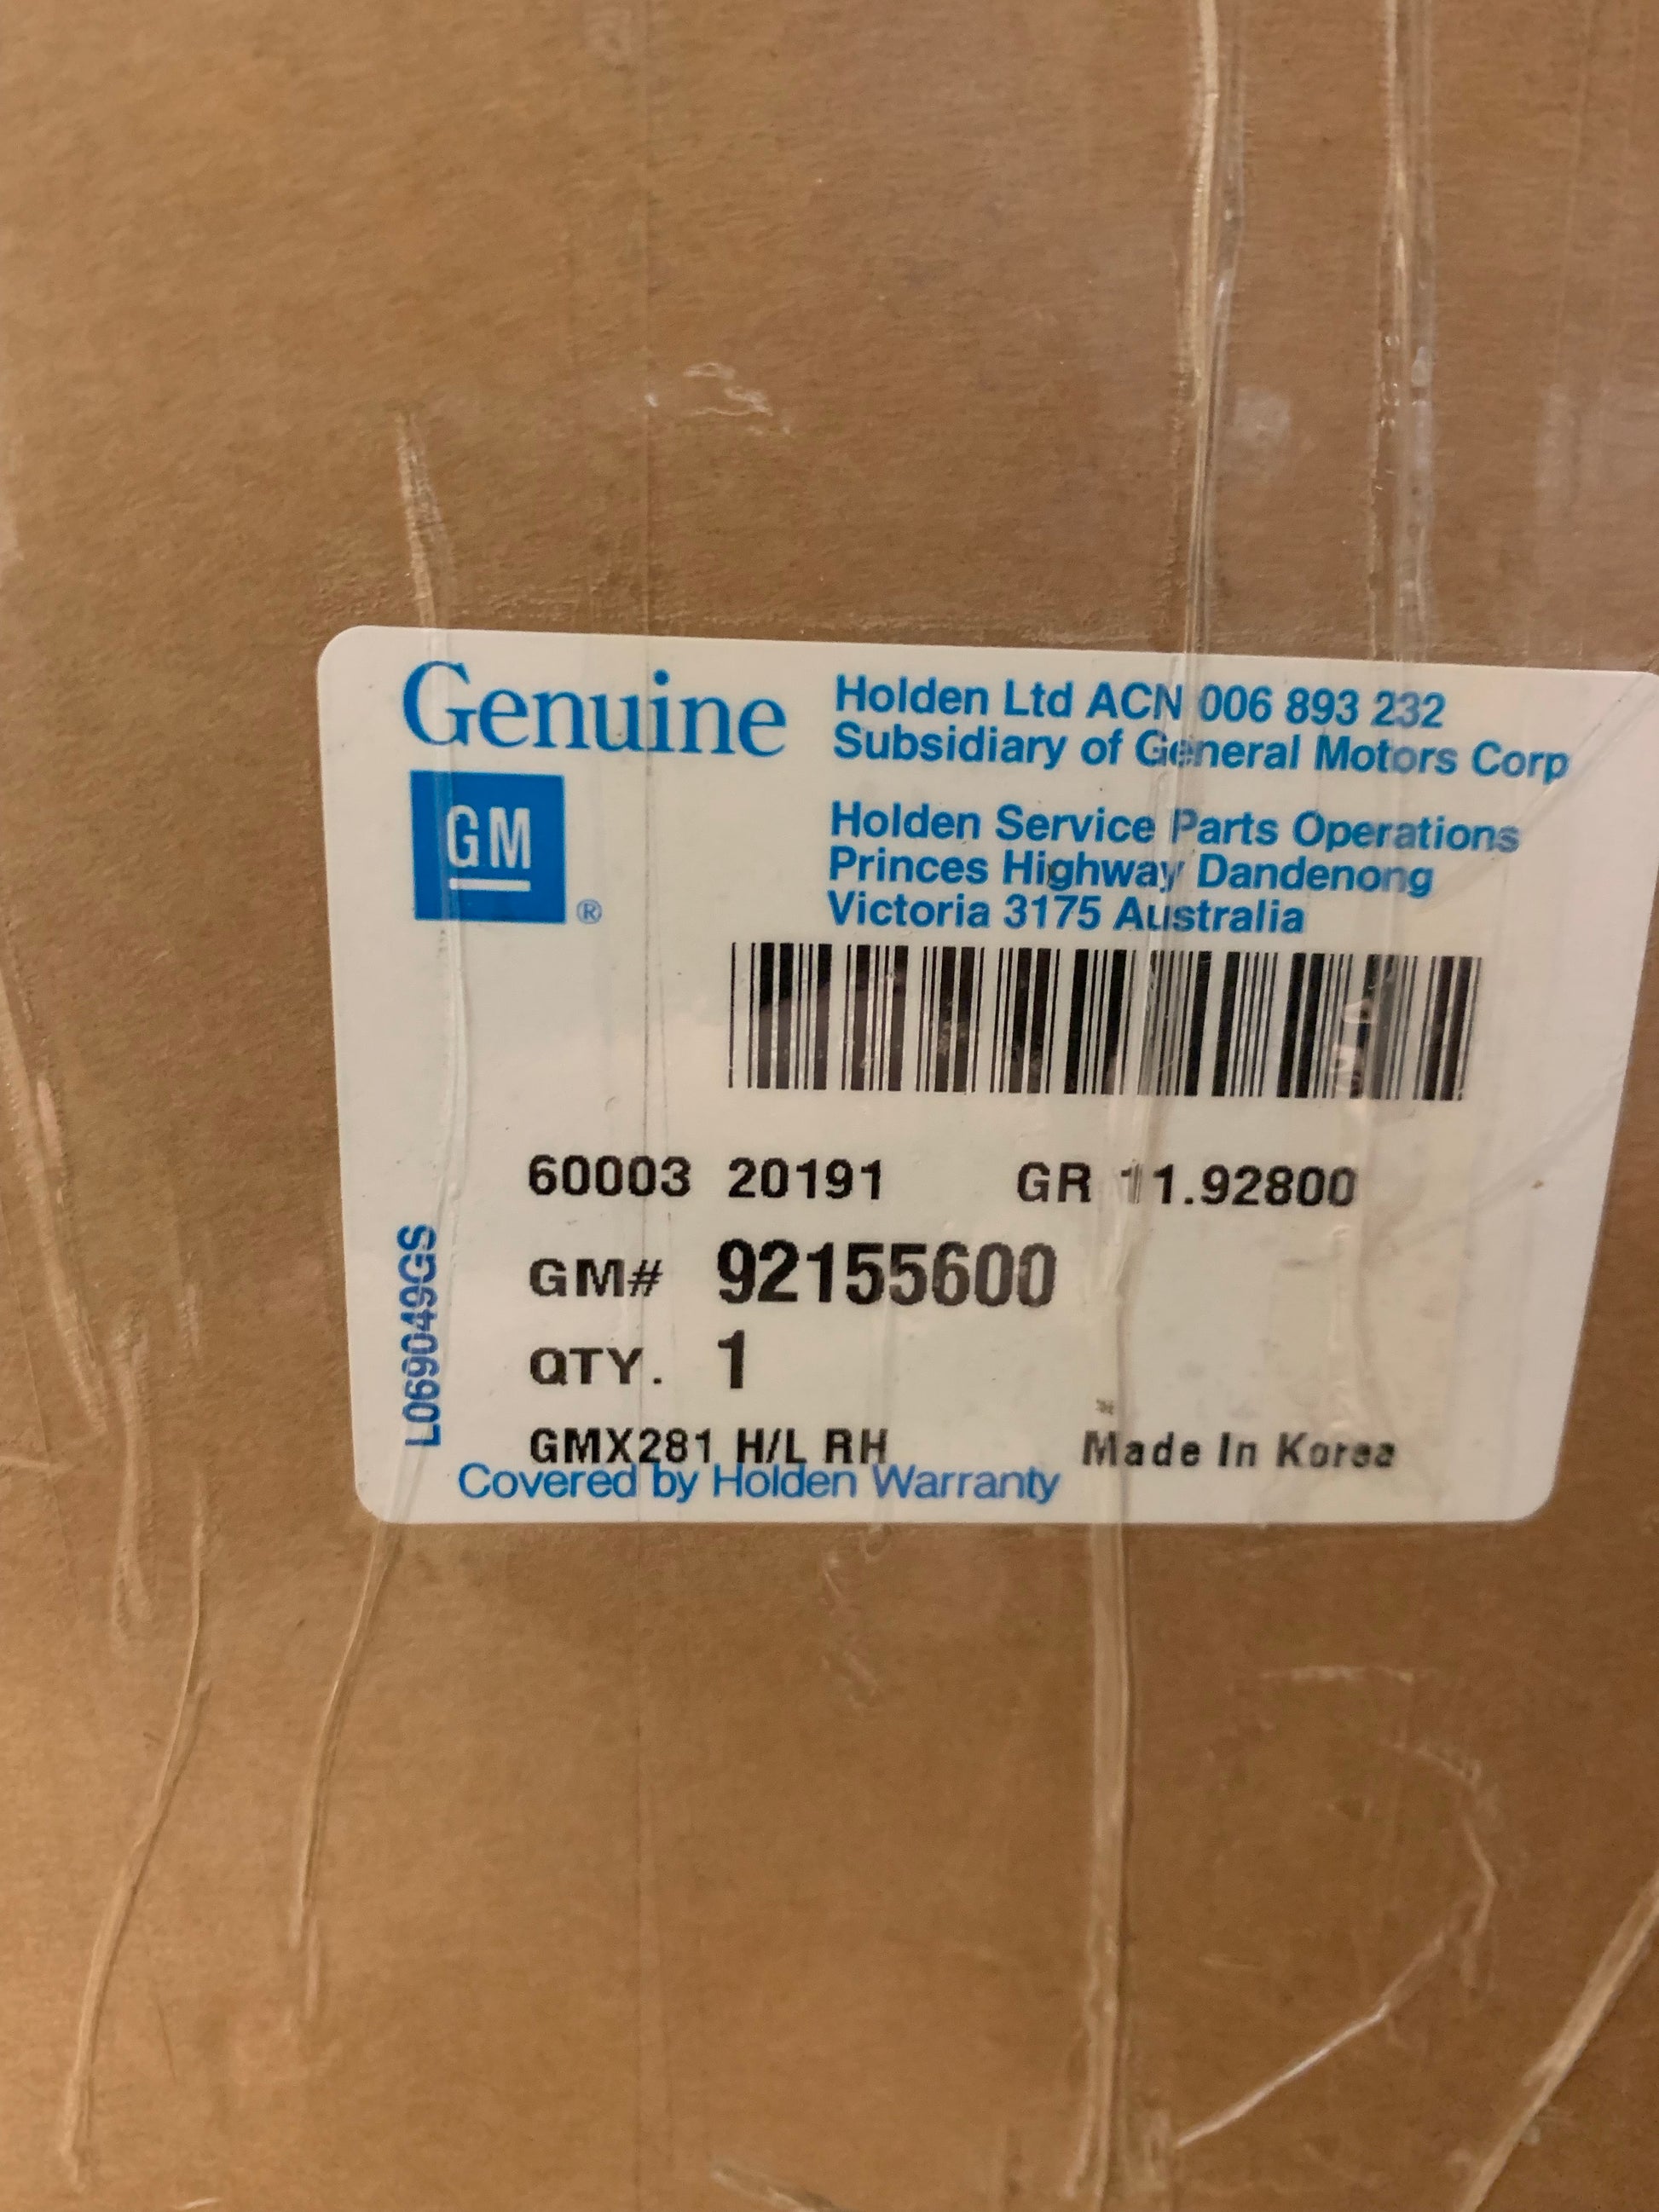 Genuine
GM
®
Holden Ltd ACN 006 893 232
Subsidiary of General Motors Corp
Holden Service Parts Operations
Princes Highway Dandenong
Victoria 3175 Australia
60003 20191 GR 11.92800
GM# 92155600
QTY. 1
GMX281 H/L RH Made In Korea
Covered by Holden Warranty
L069049GS